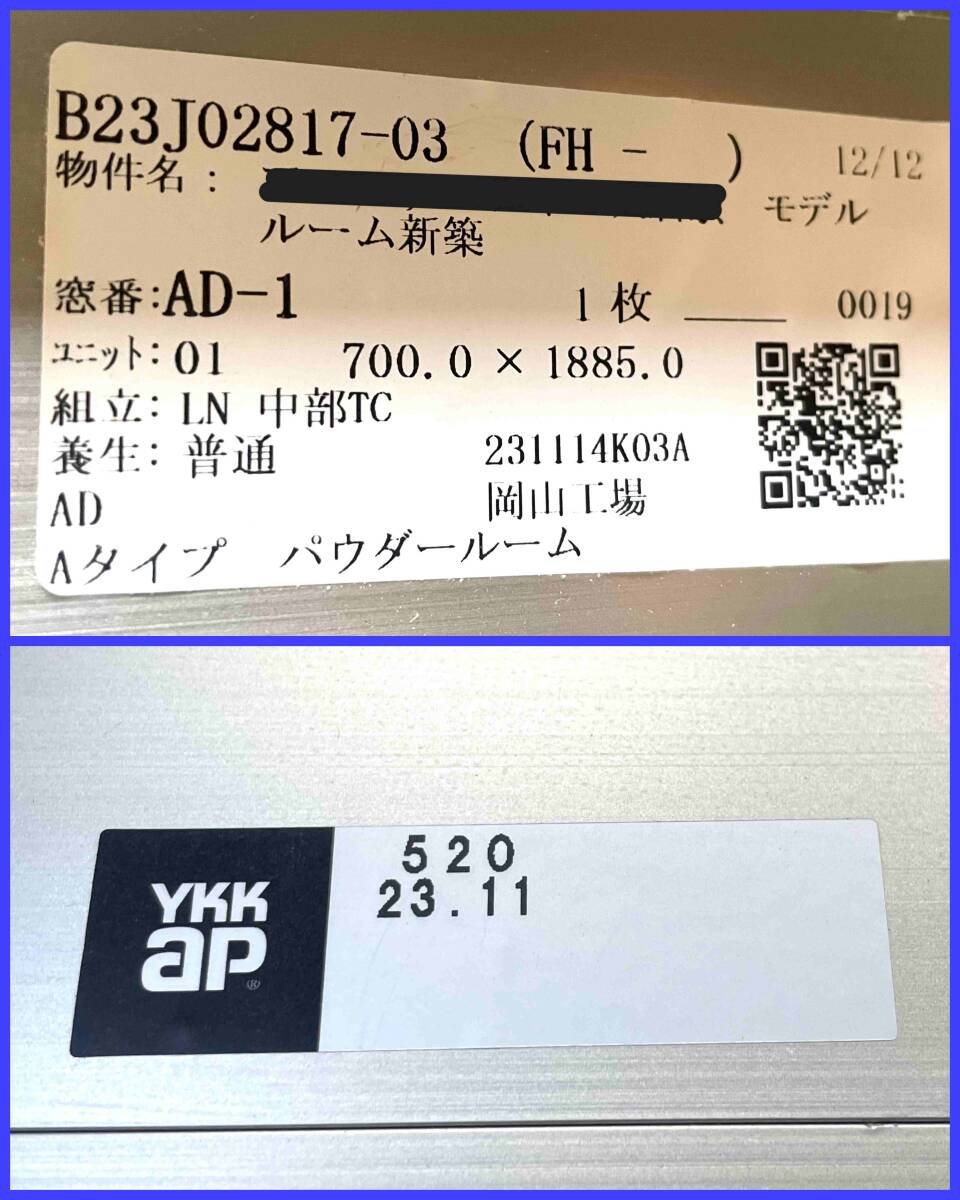 B23J02817-03 (FH - ) 12/12
物件名: モデル
ルーム新築
窓番:AD-1 1枚 ____ 0019
ユニット:01 700.0 × 1885.0
組立: LN 中部TC
養生: 普通 231114K03A
AD 岡山工場
Aタイプ パウダールーム
YKK
ap®
520
23.11